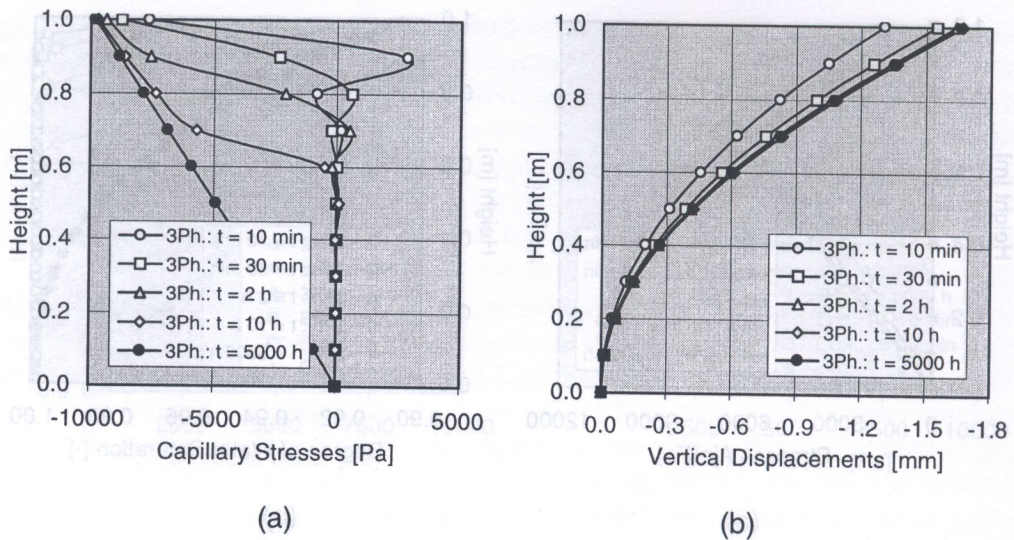 1.0
0.8
0.6
0.4
0.2
0.0
Height [m]
3Ph.: t = 10 min
3Ph.: t = 30 min
3Ph.: t = 2 h
3Ph.: t = 10 h
3Ph.: t = 5000 h
-10000
-5000
0
5000
Capillary Stresses [Pa]
(a)
1.0
0.8
0.6
0.4
0.2
0.0
Height [m]
3Ph.: t = 10 min
3Ph.: t = 30 min
3Ph.: t = 2 h
3Ph.: t = 10 h
3Ph.: t = 5000 h
0.0
-0.3
-0.6
-0.9
-1.2
-1.5
-1.8
Vertical Displacements [mm]
(b)